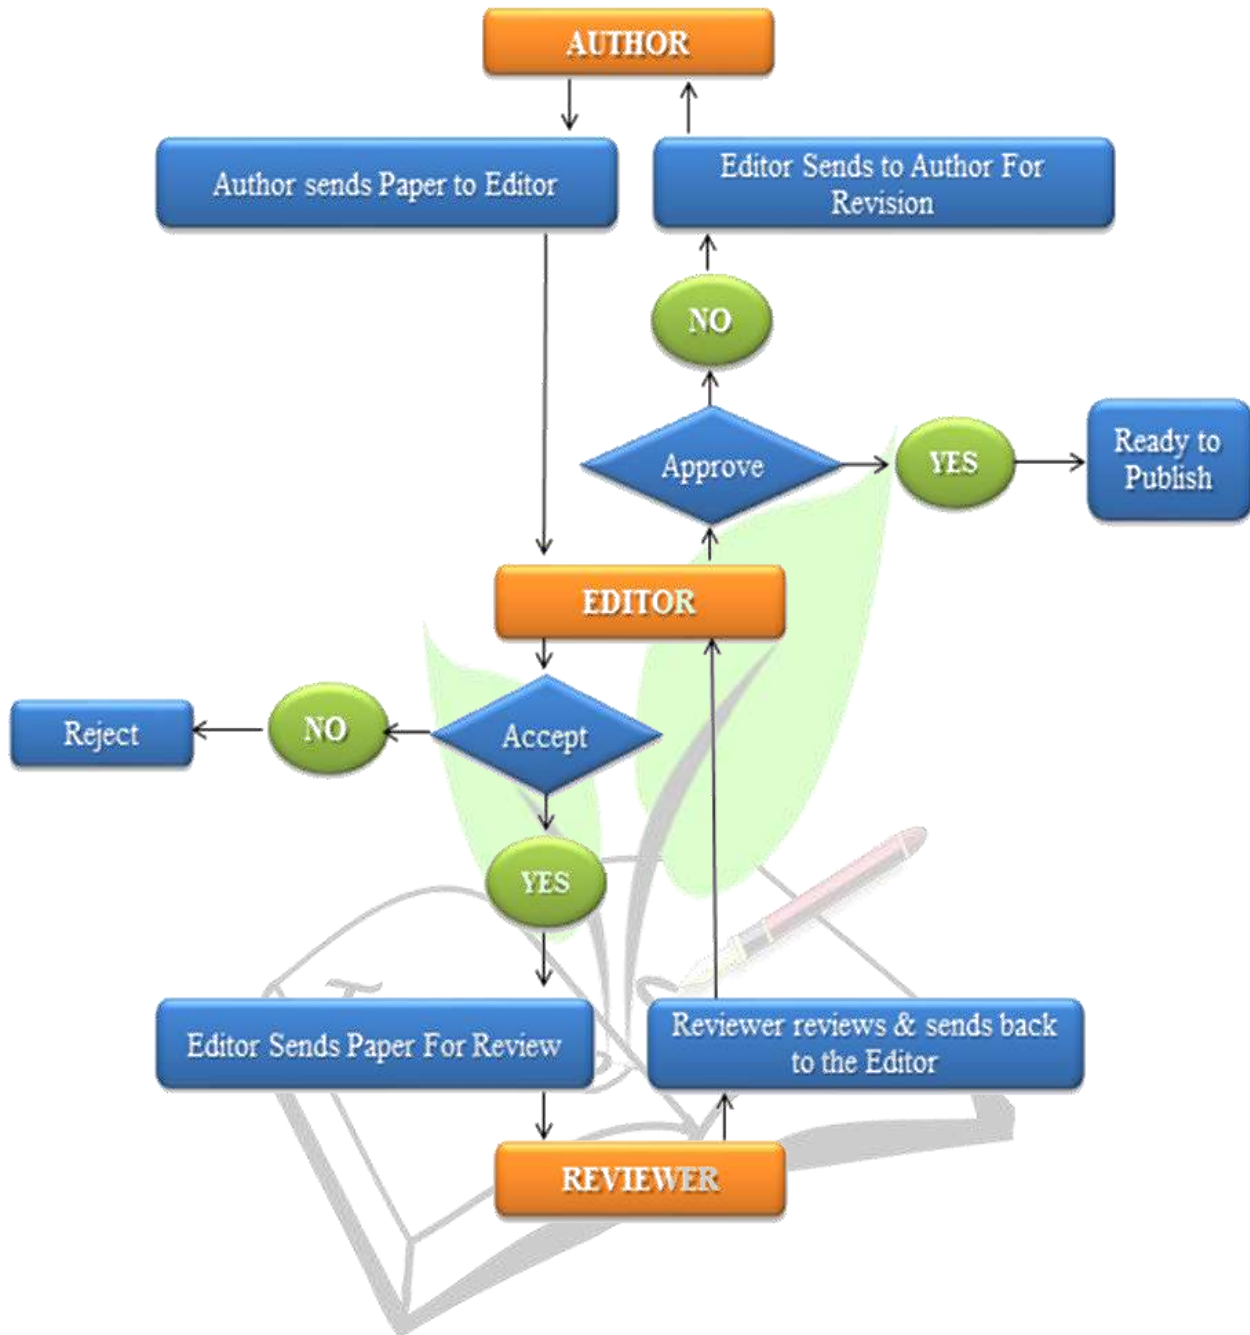 AUTHOR
Author sends Paper to Editor
Editor Sends to Author For
Revision
NO
Approve
YES
Ready to
Publish
EDITOR
Reject
NO
Accept
YES
Editor Sends Paper For Review
Reviewer reviews & sends back
to the Editor
REVIEWER